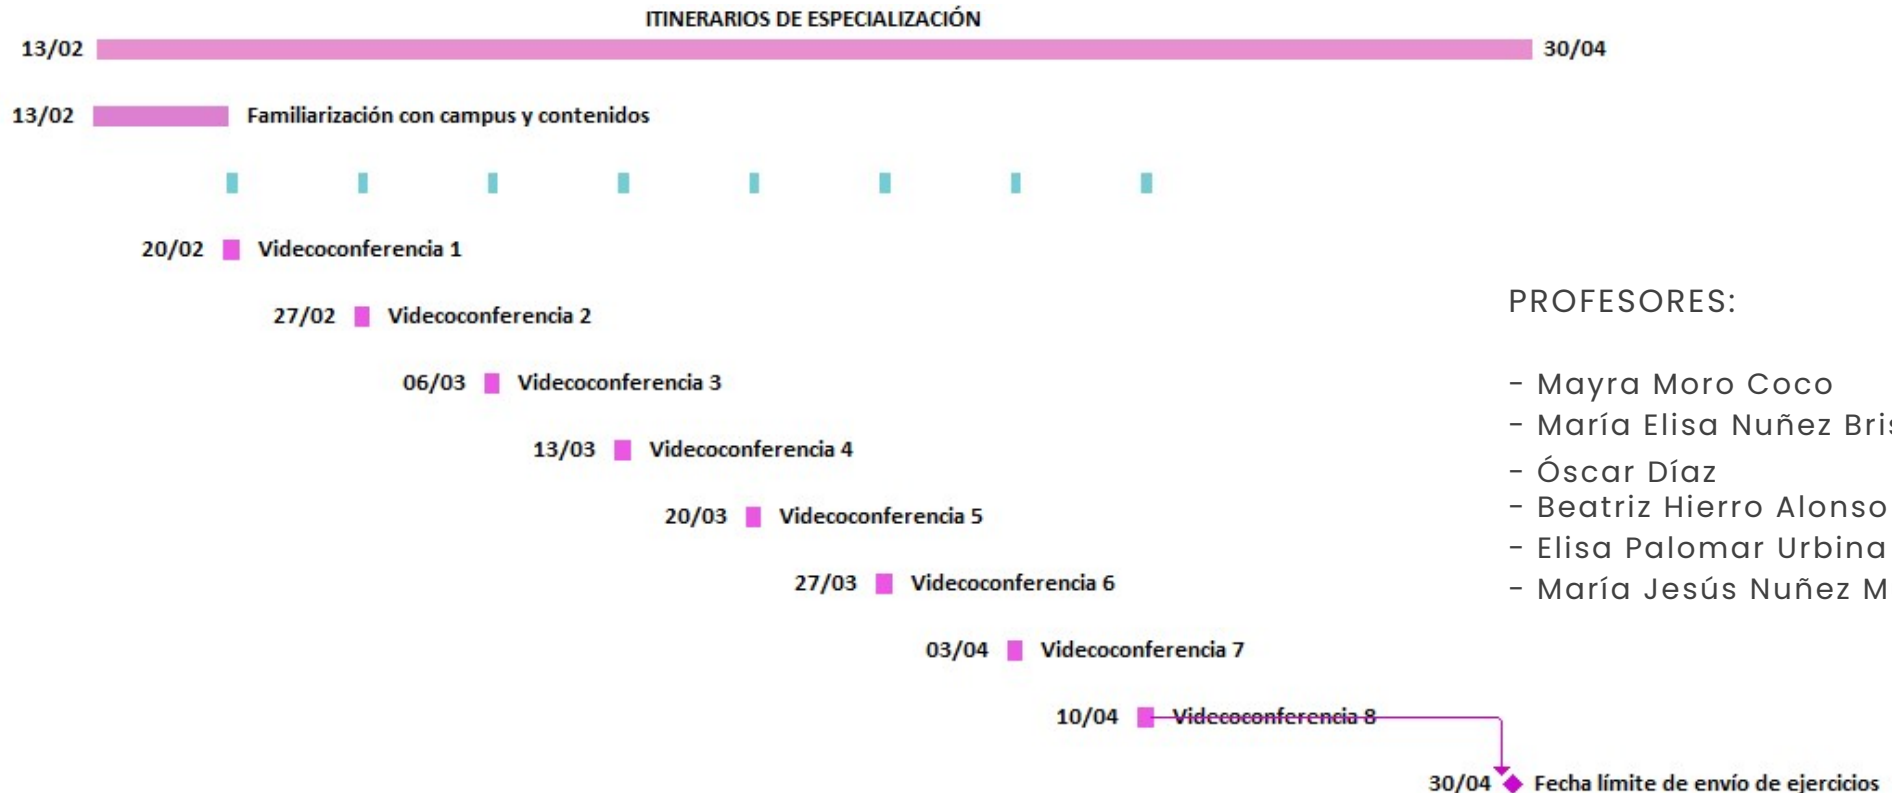 ITINERARIOS DE ESPECIALIZACIÓN
13/02 30/04
13/02 Familiarización con campus y contenidos
20/02 Videcoconferencia 1
27/02 Videcoconferencia 2
06/03 Videcoconferencia 3
13/03 Videcoconferencia 4
20/03 Videcoconferencia 5
27/03 Videcoconferencia 6
03/04 Videcoconferencia 7
10/04 Videcoconferencia 8
30/04 Fecha límite de envío de ejercicios
PROFESORES:
- Mayra Moro Coco
- María Elisa Nuñez
- Óscar Díaz
- Beatriz Hierro Alonso
- Elisa Palomar Urbina
- María Jesús Nuñez